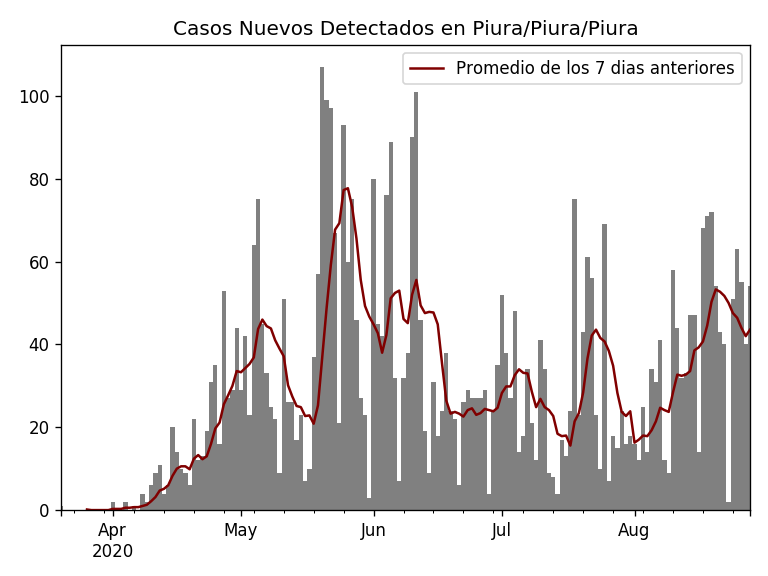 Casos Nuevos Detectados en Piura/Piura/Piura
Promedio de los 7 dias anteriores
100
80
60
40
20
0
Apr May Jun Jul Aug
2020